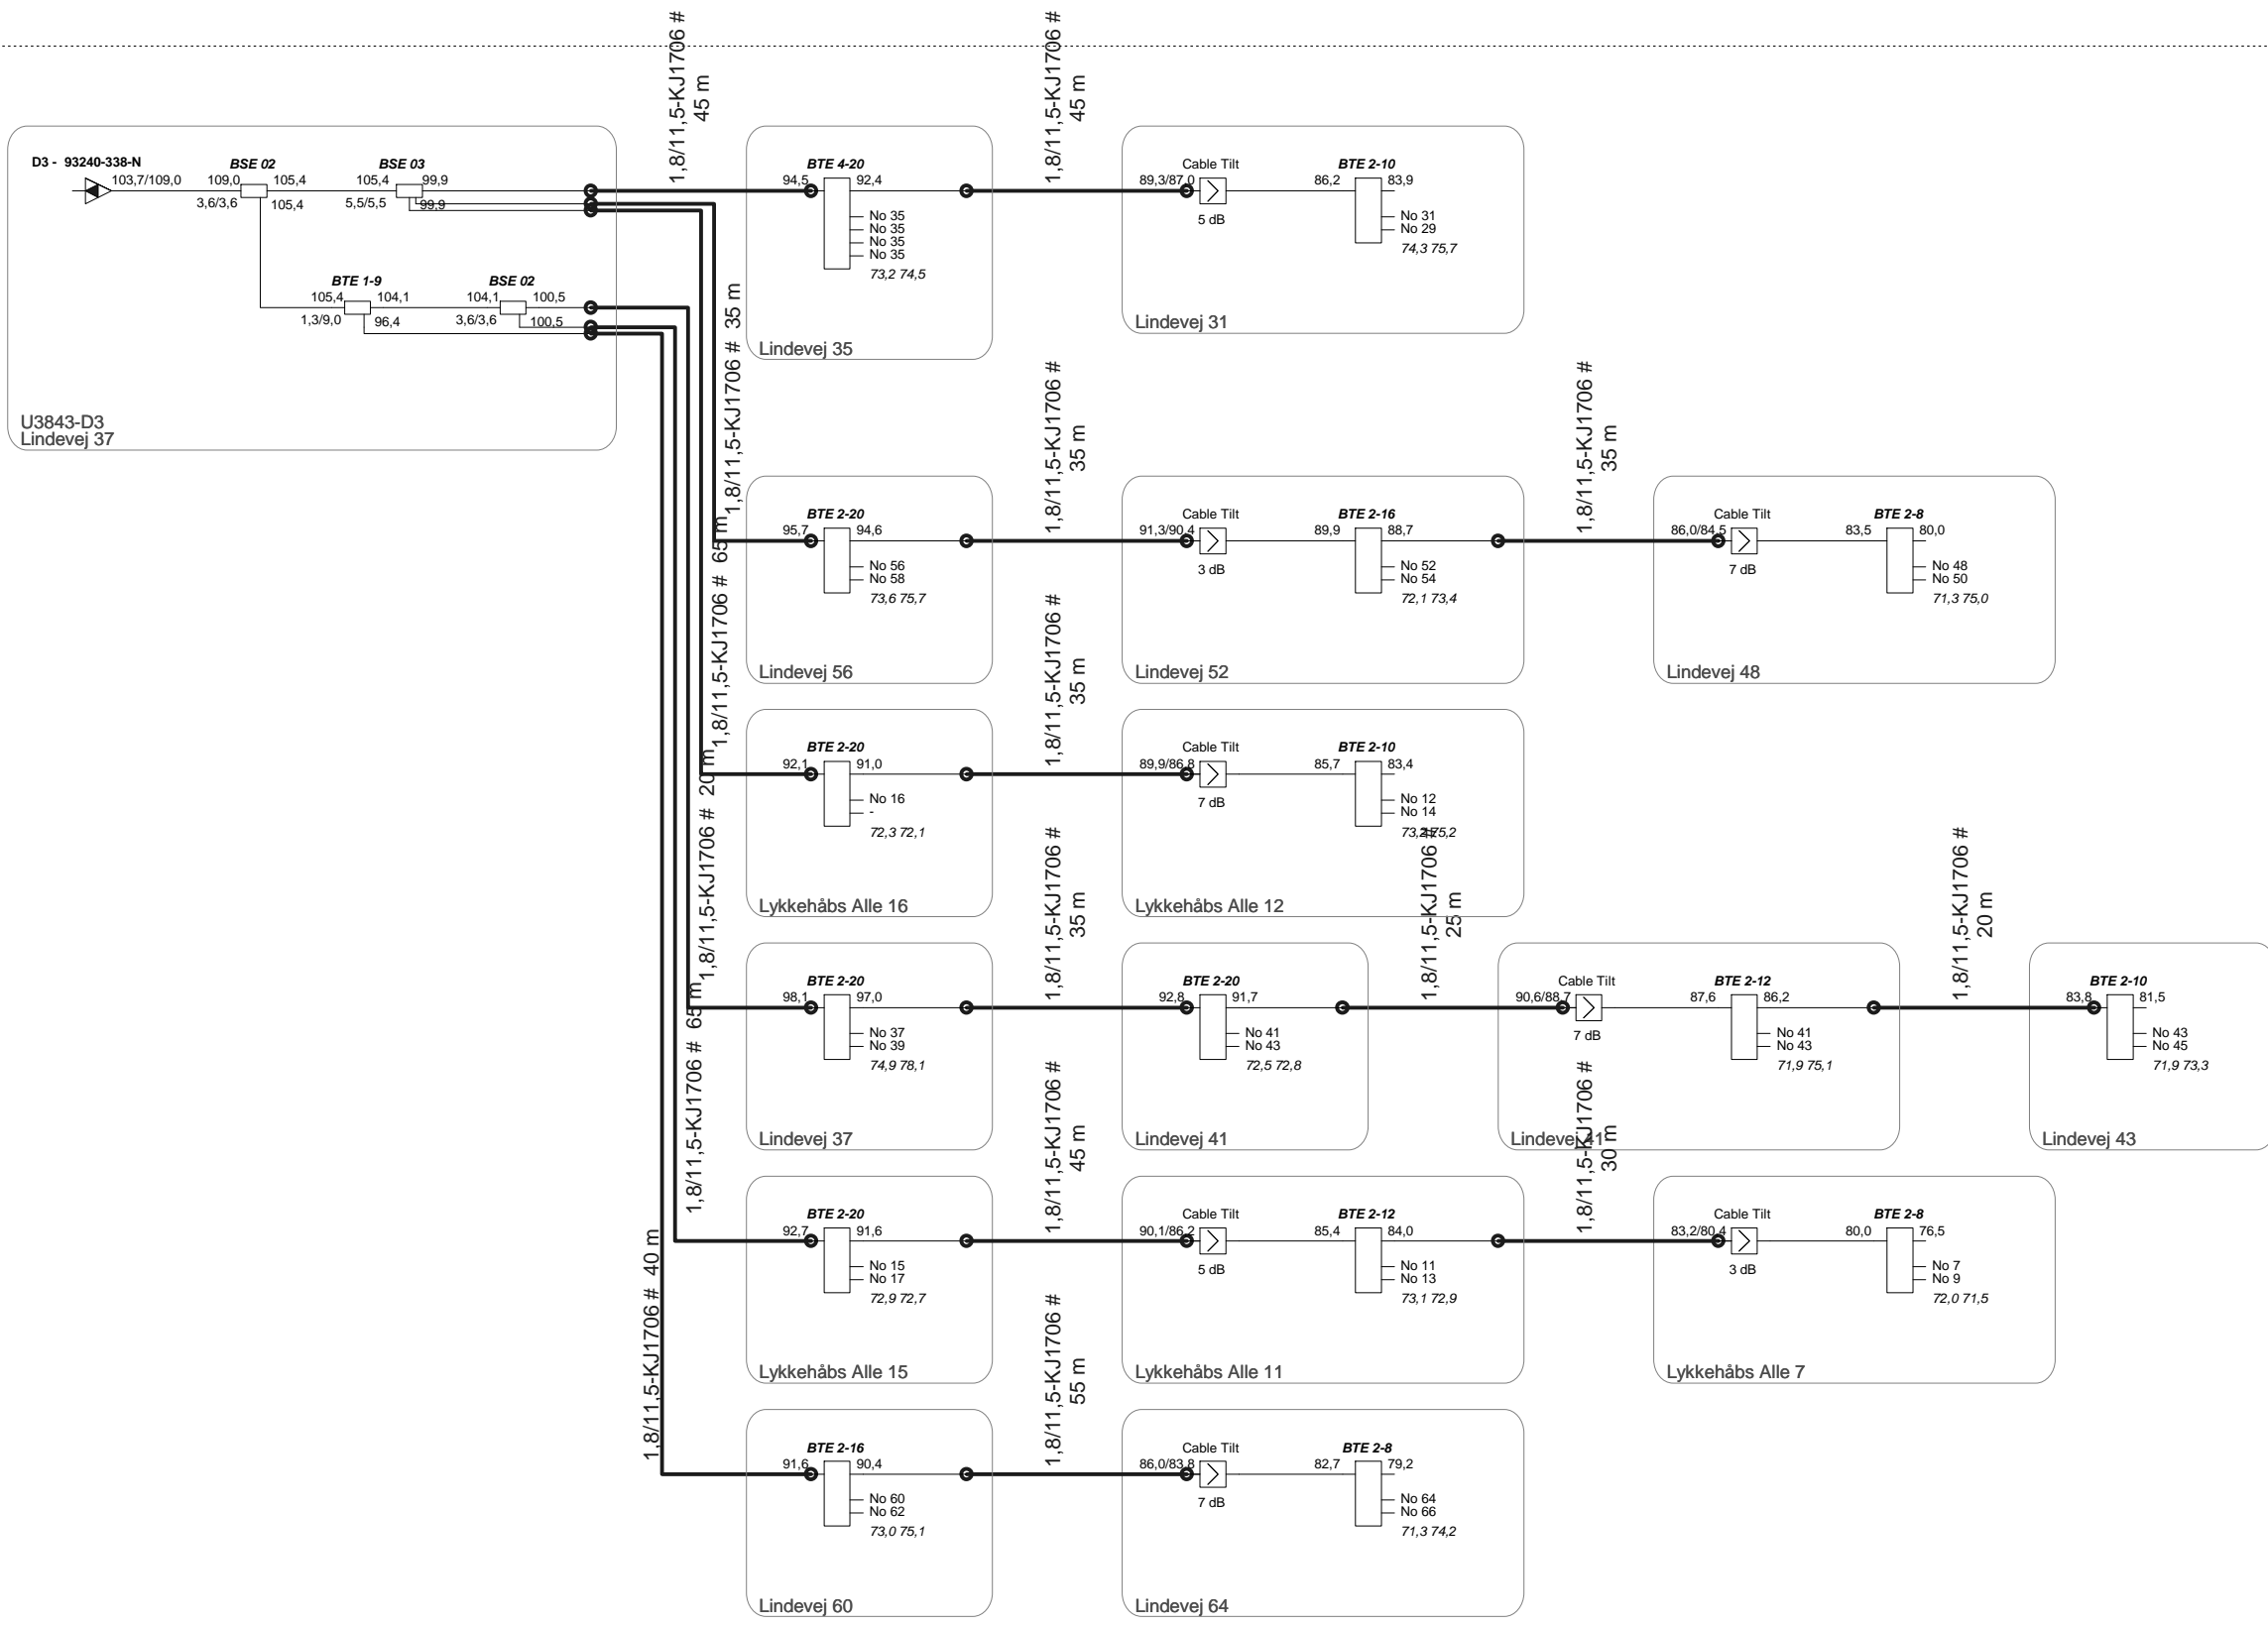 1,8/11,5-KJ1706 #
45 m
1,8/11,5-KJ1706 #
45 m
D3 - 93240-338-N
103,7/109,0
BSE 02
109,0
105,4
3,6/3,6
105,4
BSE 03
105,4
99,9
5,5/5,5
99,9
BTE 1-9
105,4
104,1
1,3/9,0
96,4
BSE 02
104,1
100,5
3,6/3,6
100,5
U3843-D3
Lindevej 37
BTE 4-20
94,5
92,4
No 35
No 35
No 35
No 35
73,2 74,5
Lindevej 35
Cable Tilt
89,3/87,0
5 dB
BTE 2-10
86,2
83,9
No 31
No 29
74,3 75,7
Lindevej 31
1,8/11,5-KJ1706 # 35 m
1,8/11,5-KJ1706 #
35 m
1,8/11,5-KJ1706 #
35 m
BTE 2-20
95,7
94,6
No 56
No 58
73,6 75,7
Lindevej 56
Cable Tilt
91,3/90,4
3 dB
BTE 2-16
89,9
88,7
No 52
No 54
72,1 73,4
Lindevej 52
Cable Tilt
86,0/84,5
7 dB
BTE 2-8
83,5
80,0
No 48
No 50
71,3 75,0
Lindevej 48
1,8/11,5-KJ1706 # 65 m
1,8/11,5-KJ1706 #
35 m
BTE 2-20
92,1
91,0
No 16
-
72,3 72,1
Lykkehåbs Alle 16
Cable Tilt
89,9/86,8
7 dB
BTE 2-10
85,7
83,4
No 12
No 14
73,2 75,2
Lykkehåbs Alle 12
1,8/11,5-KJ1706 # 20 m
1,8/11,5-KJ1706 #
35 m
1,8/11,5-KJ1706 #
25 m
1,8/11,5-KJ1706 #
20 m
BTE 2-20
98,1
97,0
No 37
No 39
74,9 78,1
Lindevej 37
BTE 2-20
92,8
91,7
No 41
No 43
72,5 72,8
Lindevej 41
Cable Tilt
90,6/88,7
7 dB
BTE 2-12
87,6
86,2
No 41
No 43
71,9 75,1
Lindevej 41
BTE 2-10
83,8
81,5
No 43
No 45
71,9 73,3
Lindevej 43
1,8/11,5-KJ1706 # 65 m
1,8/11,5-KJ1706 #
45 m
1,8/11,5-KJ1706 #
30 m
BTE 2-20
92,7
91,6
No 15
No 17
72,9 72,7
Lykkehåbs Alle 15
Cable Tilt
90,1/86,2
5 dB
BTE 2-12
85,4
84,0
No 11
No 13
73,1 72,9
Lykkehåbs Alle 11
Cable Tilt
83,2/80,4
3 dB
BTE 2-8
80,0
76,5
No 7
No 9
72,0 71,5
Lykkehåbs Alle 7
1,8/11,5-KJ1706 # 40 m
1,8/11,5-KJ1706 #
55 m
BTE 2-16
91,6
90,4
No 60
No 62
73,0 75,1
Lindevej 60
Cable Tilt
86,0/83,8
7 dB
BTE 2-8
82,7
79,2
No 64
No 66
71,3 74,2
Lindevej 64